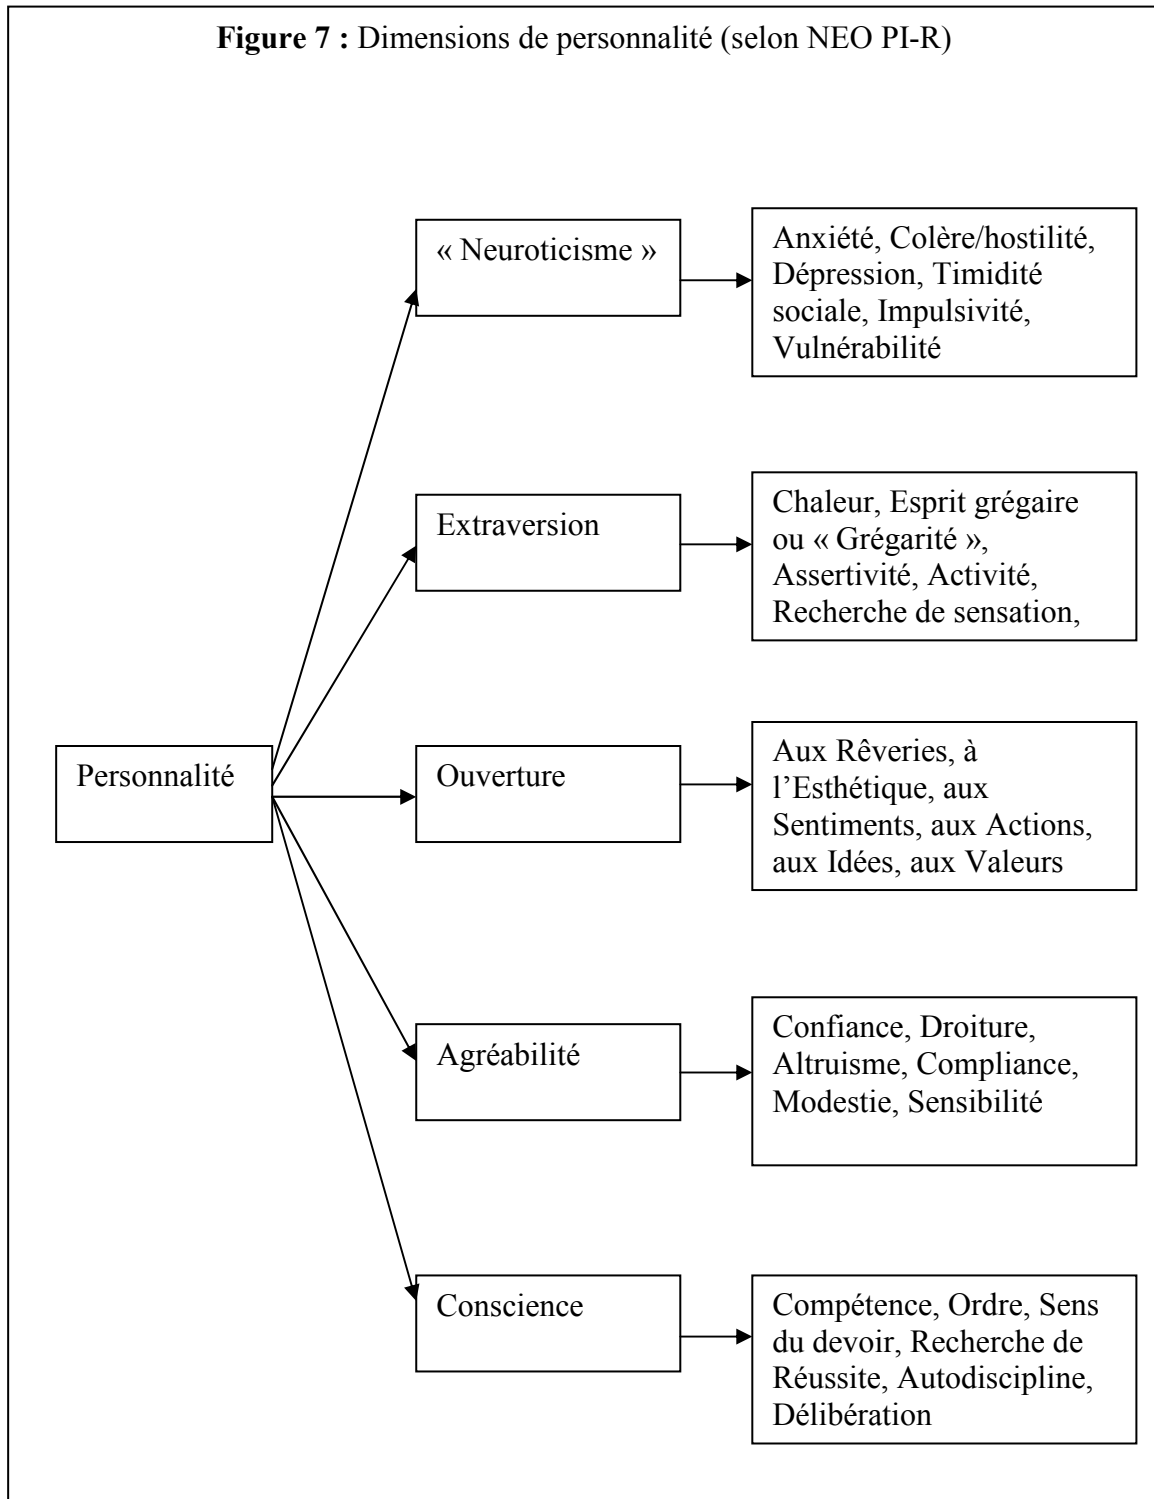 Figure 7 : Dimensions de personnalité (selon NEO PI-R)
« Neuroticisme »
Anxiété, Colère/hostilité,
Dépression, Timidité
sociale, Impulsivité,
Vulnérabilité
Extraversion
Chaleur, Esprit grégaire
ou « Grégarité »,
Assertivité, Activité,
Recherche de sensation,
Personnalité
Ouverture
Aux Rêveries, à
l’Esthétique, aux
Sentiments, aux Actions,
aux Idées, aux Valeurs
Agréabilité
Confiance, Droiture,
Altruisme, Compliance,
Modestie, Sensibilité
Conscience
Compétence, Ordre, Sens
du devoir, Recherche de
Réussite, Autodiscipline,
Délibération